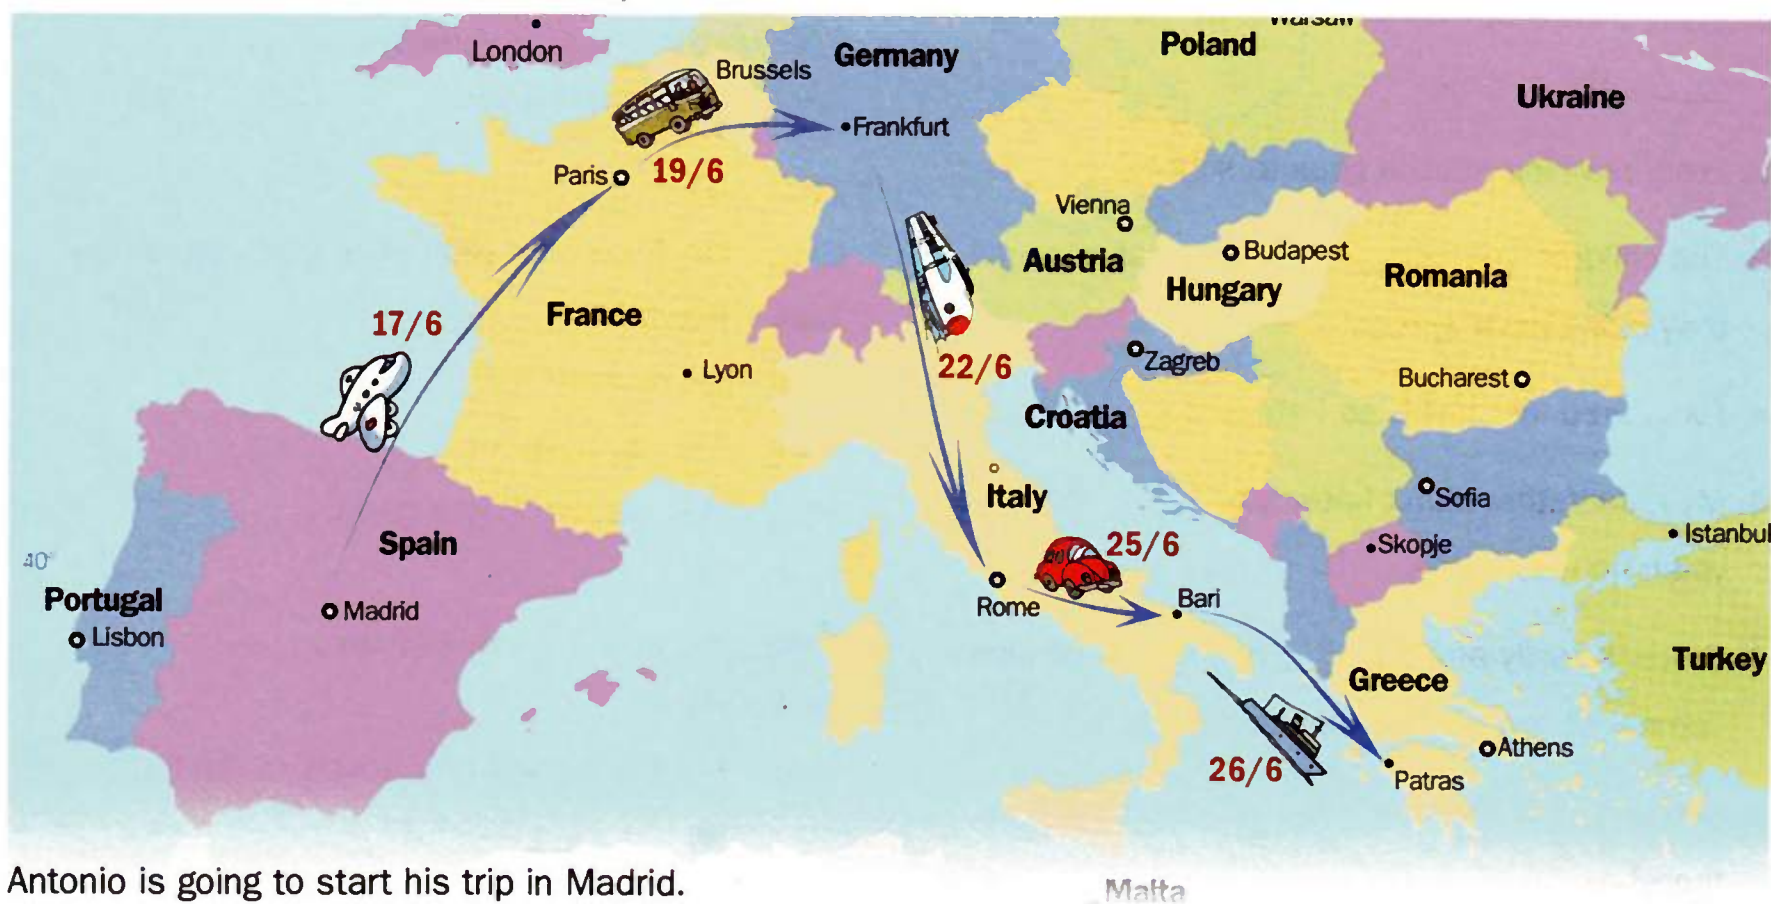 Warsaw
London
Germany
Poland
Brussels
Ukraine
Frankfurt
Paris
19/6
Vienna
Austria
Budapest
Hungary
Romania
17/6
France
Lyon
22/6
Zagreb
Bucharest
Croatia
Italy
Sofia
Spain
25/6
Skopje
Istanbul
40°
Portugal
Madrid
Lisbon
Rome
Bari
Turkey
Greece
Athens
26/6
Patras
Antonio is going to start his trip in Madrid.
Malta